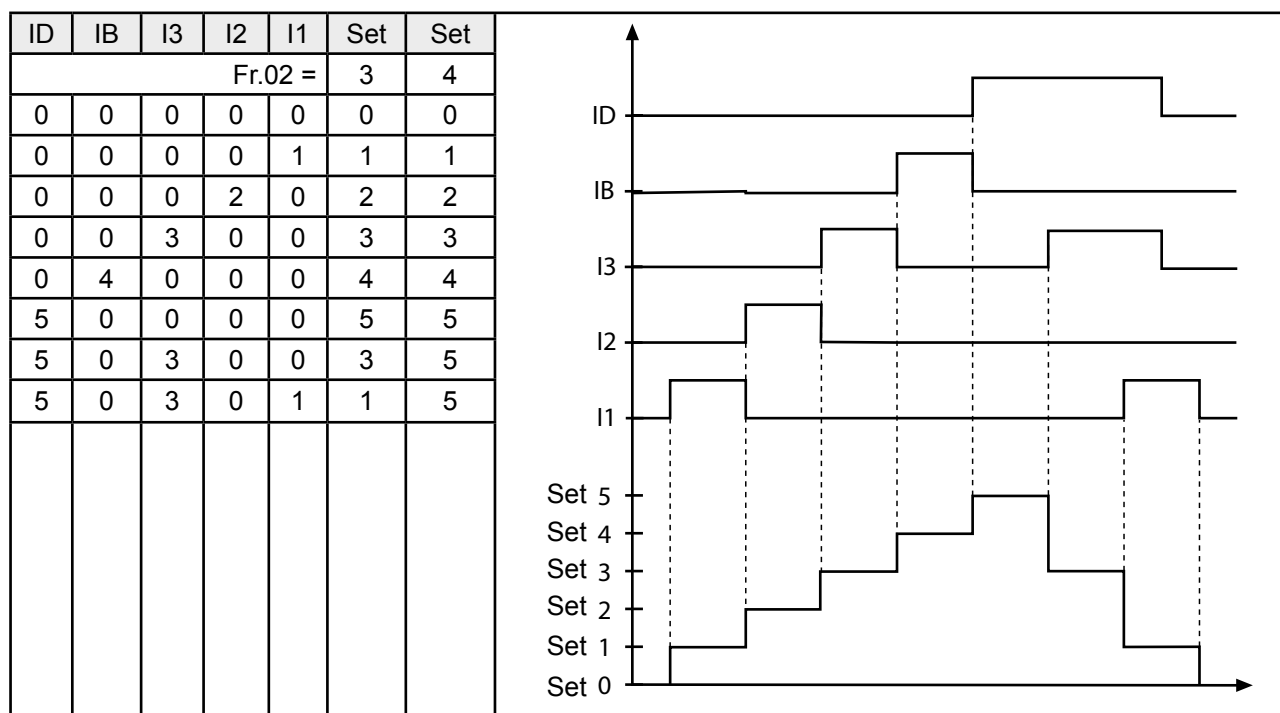 ID IB I3 I2 I1 Set Set
Fr.02 = 3 4
0 0 0 0 0 0 0
0 0 0 0 1 1 1
0 0 0 2 0 2 2
0 0 3 0 0 3 3
0 4 0 0 0 4 4
5 0 0 0 0 5 5
5 0 3 0 0 3 5
5 0 3 0 1 1 5
ID
IB
I3
I2
I1
Set 5
Set 4
Set 3
Set 2
Set 1
Set 0